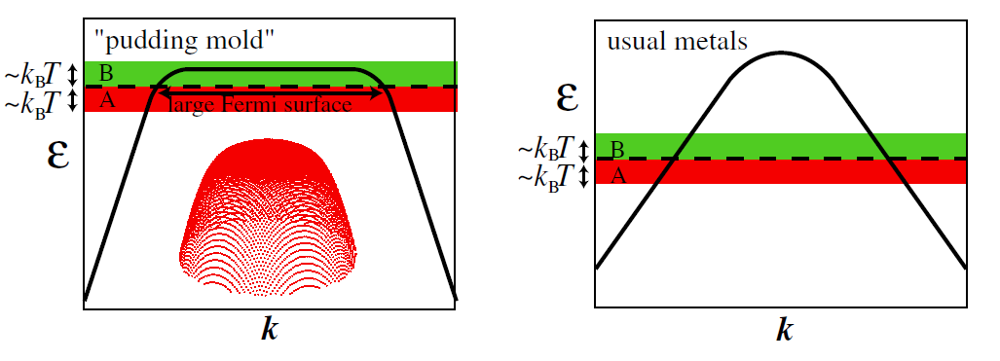 "pudding mold"
~kBT
B
~kBT
A
large Fermi surface
ε
k
usual metals
ε
~kBT
B
~kBT
A
k